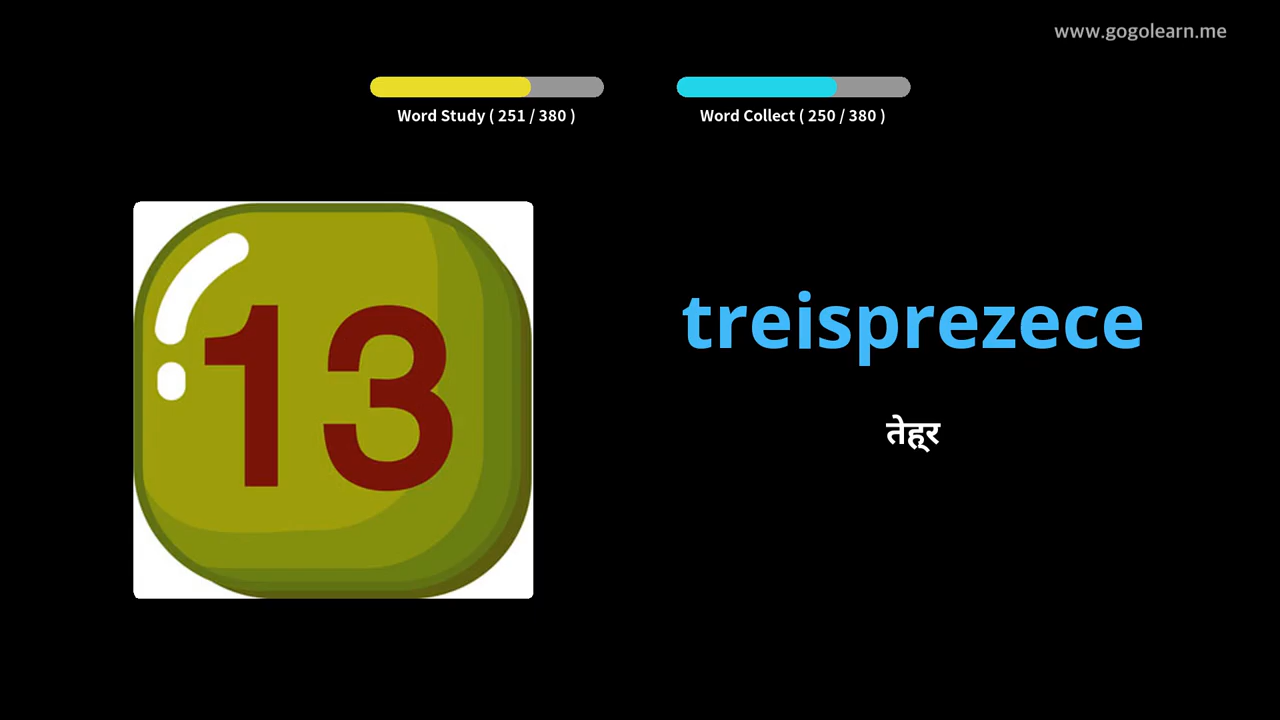 www.gogolearn.me
Word Study ( 251 / 380 )
Word Collect ( 250 / 380 )
13
treisprezece
तेह्र